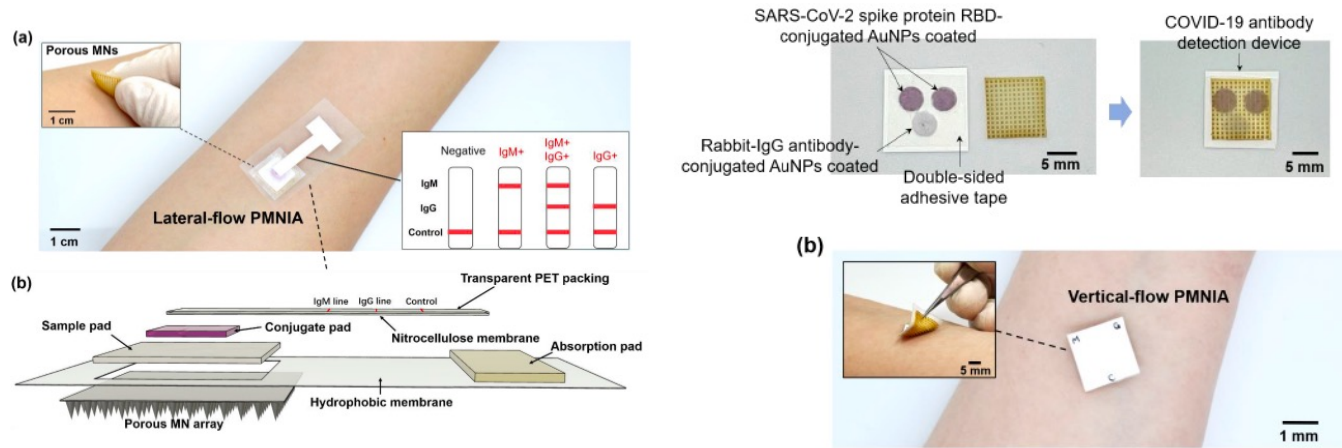 (a)
Porous MNs
1 cm
Lateral-flow PMNIA
1 cm
Negative
IgM+
IgM+
IgG+
IgG+
IgM
IgG
Control
(b)
Transparent PET packing
IgM line
IgG line
Control
Nitrocellulose membrane
Conjugate pad
Sample pad
Absorption pad
Hydrophobic membrane
Porous MN array
SARS-CoV-2 spike protein RBD-
conjugated AuNPs coated
Rabbit-IgG antibody-
conjugated AuNPs coated
Double-sided
adhesive tape
5 mm
COVID-19 antibody
detection device
5 mm
(b)
5 mm
Vertical-flow PMNIA
M
G
C
1 mm